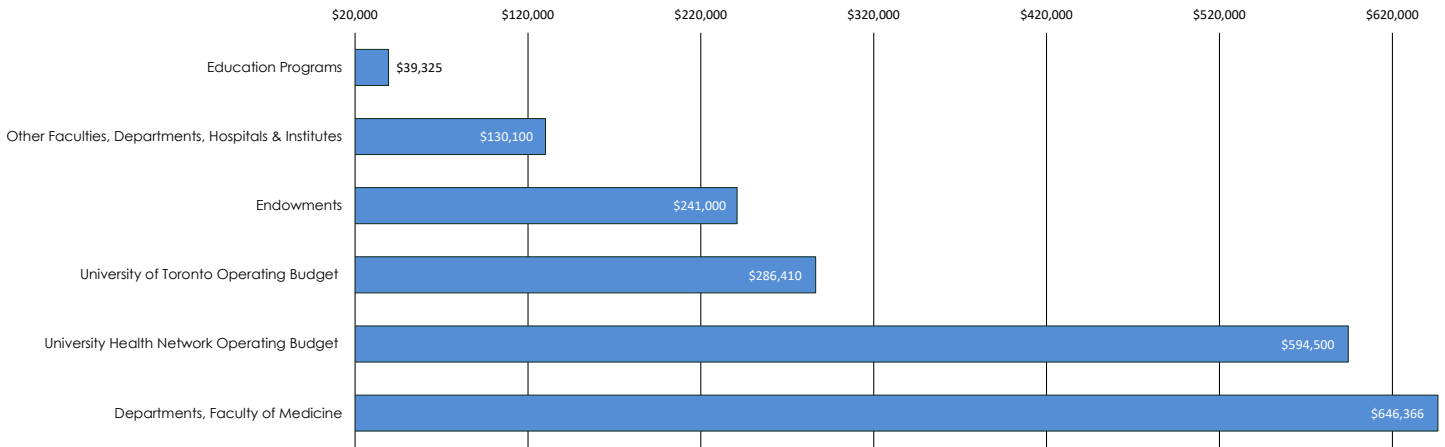 $20,000 $120,000 $220,000 $320,000 $420,000 $520,000 $620,000
Education Programs $39,325
Other Faculties, Departments, Hospitals & Institutes $130,100
Endowments $241,000
University of Toronto Operating Budget $286,410
University Health Network Operating Budget $594,500
Departments, Faculty of Medicine $646,366